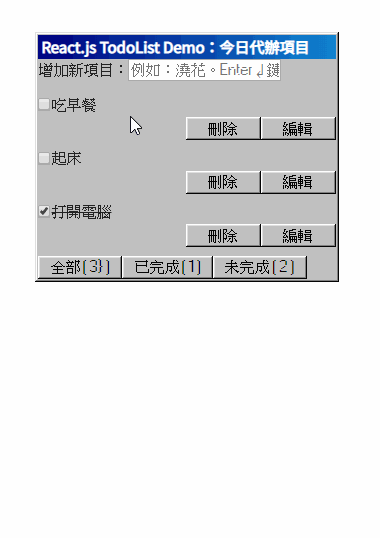 React.js TodoList Demo：今日代辦項目
增加新項目：例如：澆花。Enter↲鍵
吃早餐
刪除 編輯
起床
刪除 編輯
打開電腦
刪除 編輯
全部(3) 已完成(1) 未完成(2)